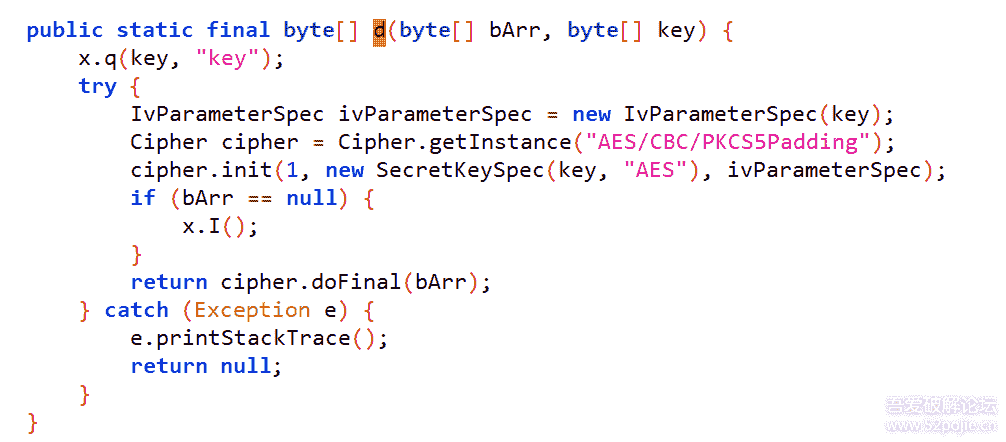 public static final byte[] d(byte[] bArr, byte[] key) {
x.q(key, "key");
try {
IvParameterSpec ivParameterSpec = new IvParameterSpec(key);
Cipher cipher = Cipher.getInstance("AES/CBC/PKCS5Padding");
cipher.init(1, new SecretKeySpec(key, "AES"), ivParameterSpec);
if (bArr == null) {
x.I();
}
return cipher.doFinal(bArr);
} catch (Exception e) {
e.printStackTrace();
return null;
}
}
吾爱破解论坛
www.52pojie.cn